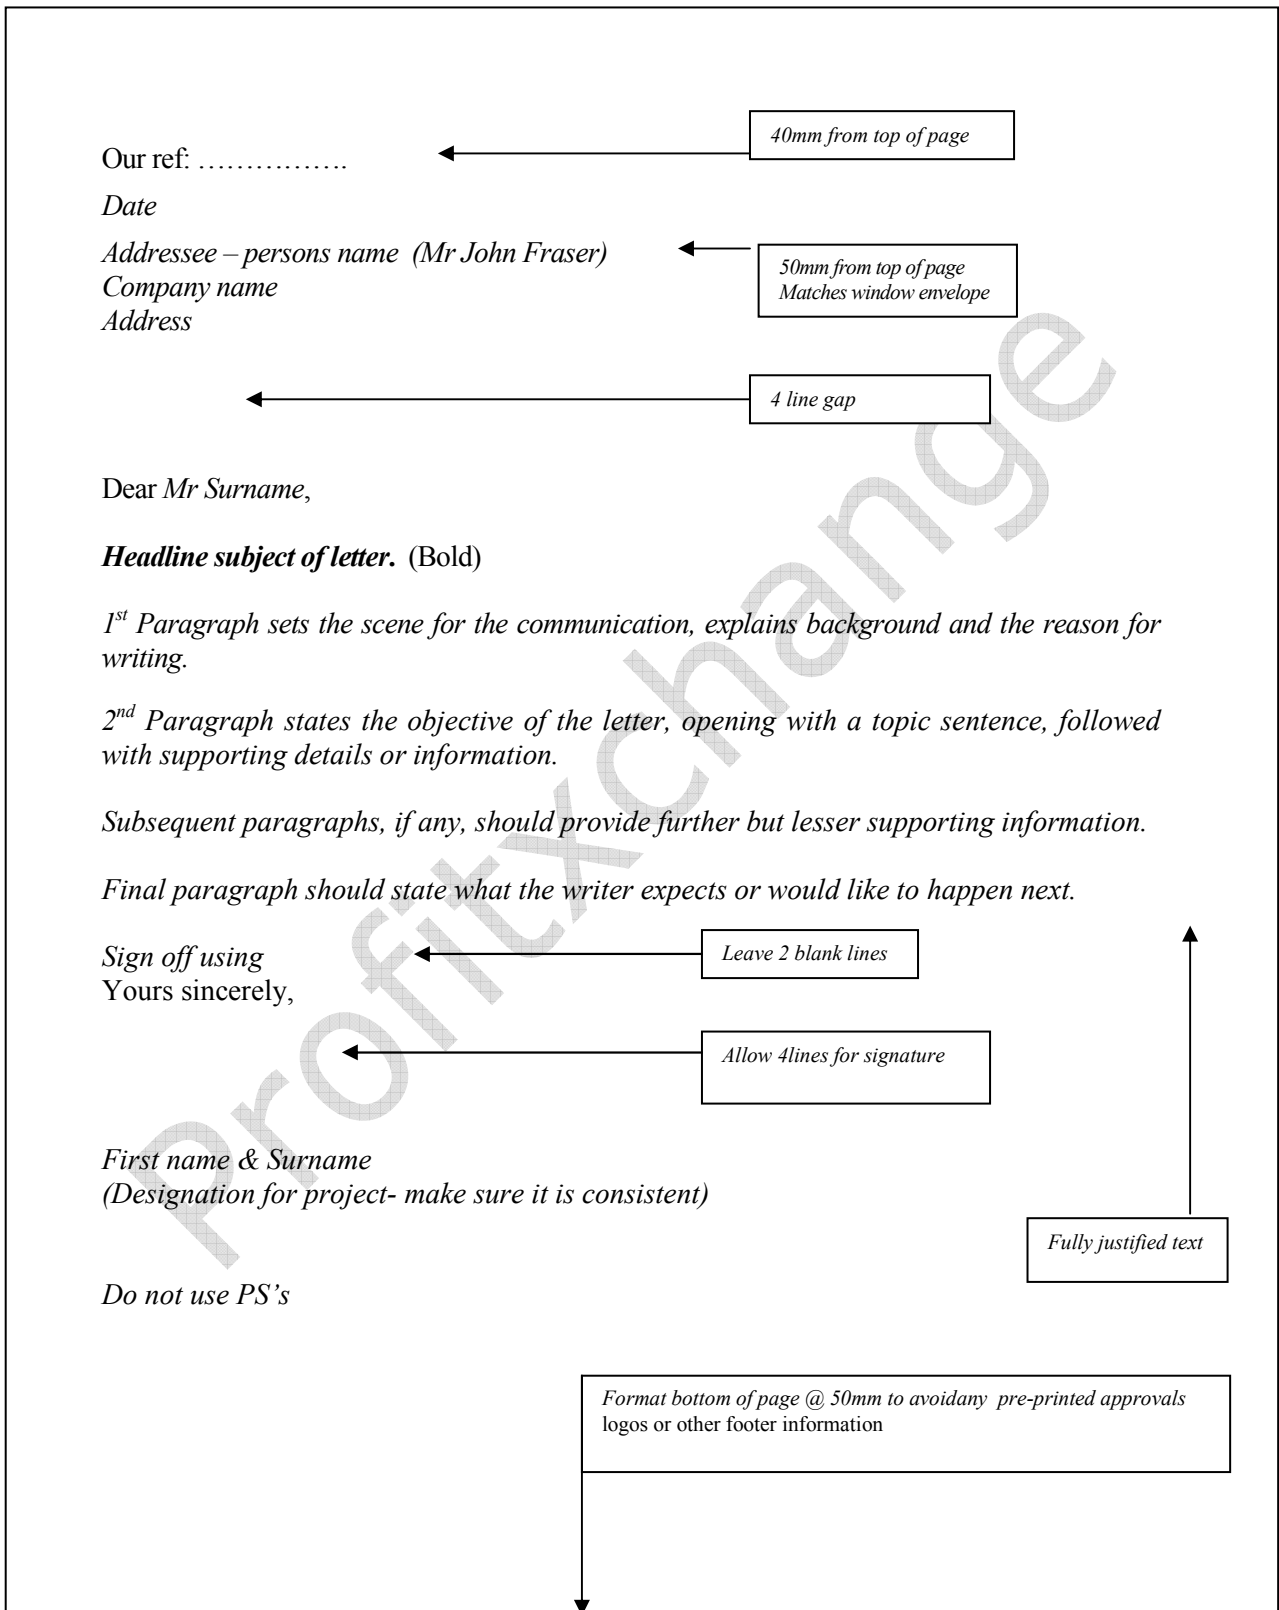 40mm from top of page
Our ref: …………….
Date
Addressee – persons name  (Mr John Fraser)
50mm from top of page
Matches window envelope
Company name
Address
4 line gap
Dear Mr Surname,
Headline subject of letter.  (Bold)
1st Paragraph sets the scene for the communication, explains background and the reason for
writing.
2nd Paragraph states the objective of the letter, opening with a topic sentence, followed
with supporting details or information.
Subsequent paragraphs, if any, should provide further but lesser supporting information.
Final paragraph should state what the writer expects or would like to happen next.
Sign off using
Leave 2 blank lines
Yours sincerely,
Allow 4lines for signature
First name & Surname
(Designation for project- make sure it is consistent)
Fully justified text
Do not use PS’s
Format bottom of page @ 50mm to avoidany  pre-printed approvals
logos or other footer information
Profitxchange